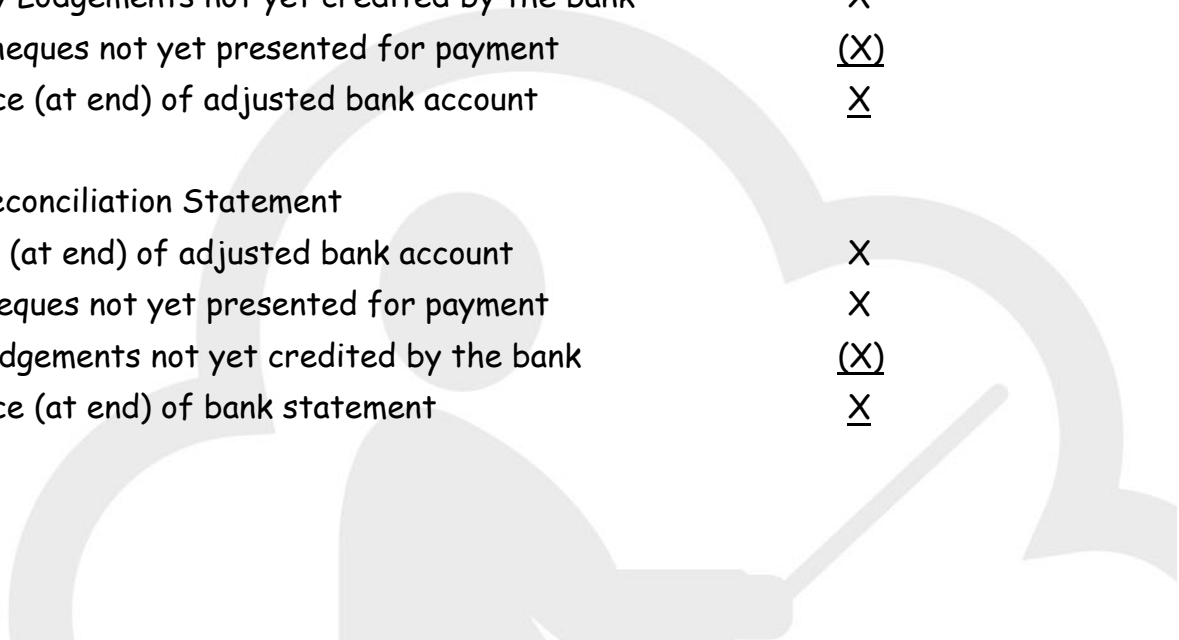 Lodgements not yet credited by the bank X
eques not yet presented for payment (X)
ce (at end) of adjusted bank account X
econciliation Statement
(at end) of adjusted bank account X
eques not yet presented for payment X
dgements not yet credited by the bank (X)
ce (at end) of bank statement X